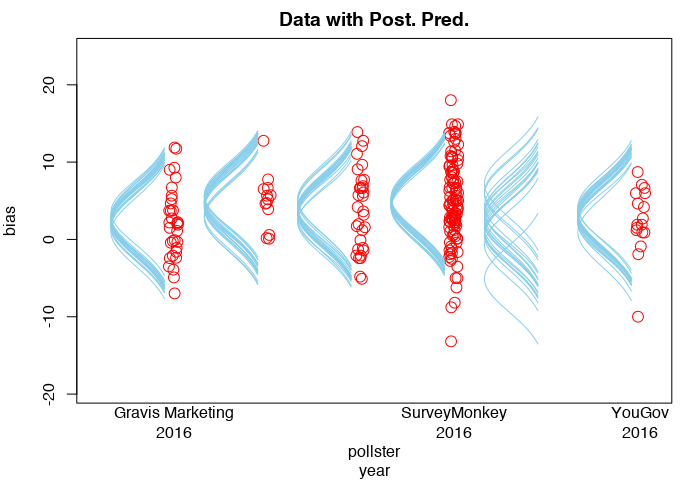 Data with Post. Pred.
bias
20
10
0
-10
-20
Gravis Marketing SurveyMonkey YouGov
2016 2016 2016
pollster
year